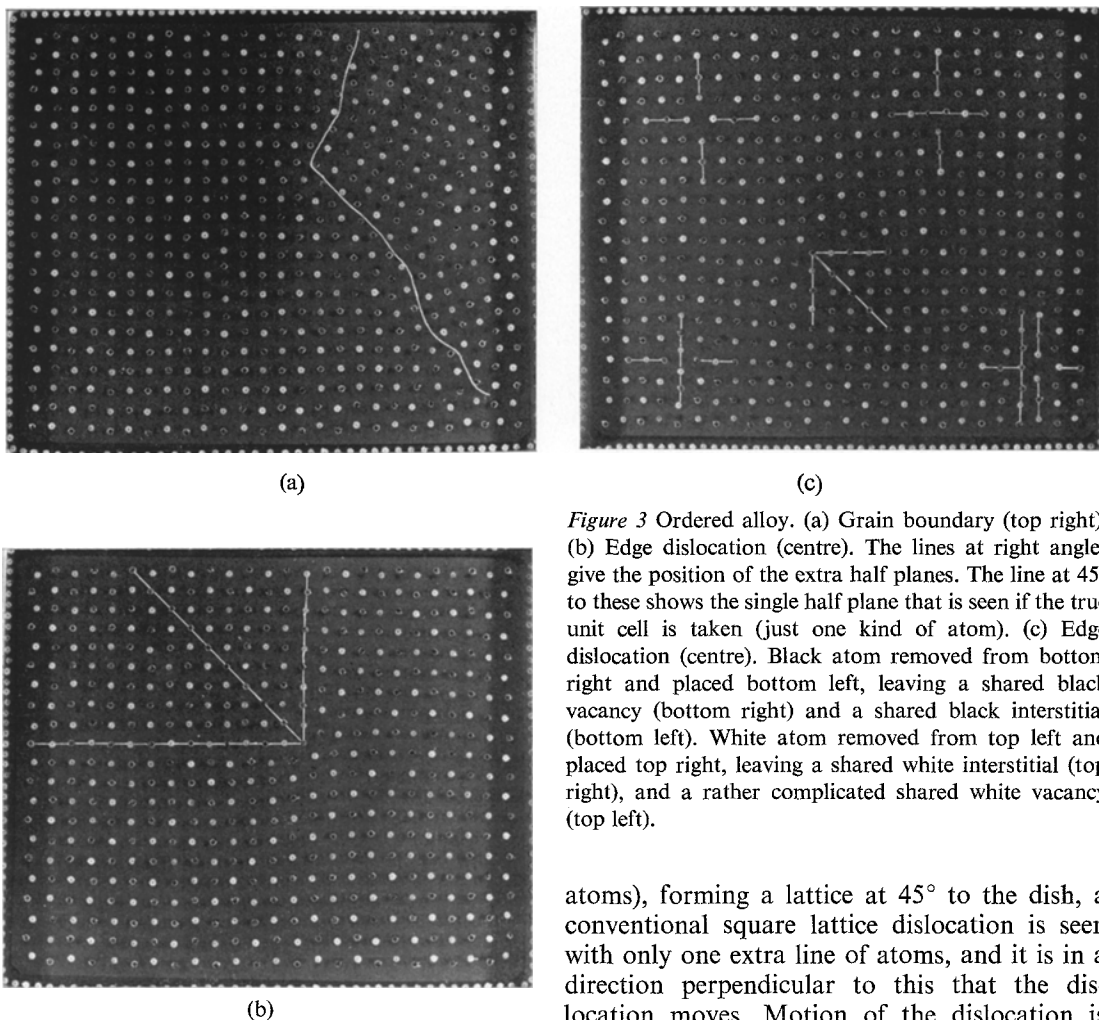 (a)
(c)
Figure 3 Ordered alloy. (a) Grain boundary (top right)
(b) Edge dislocation (centre). The lines at right angle
give the position of the extra half planes. The line at 45
to these shows the single half plane that is seen if the tru
unit cell is taken (just one kind of atom). (c) Edg
dislocation (centre). Black atom removed from bottom
right and placed bottom left, leaving a shared black
vacancy (bottom right) and a shared black interstitia
(bottom left). White atom removed from top left and
placed top right, leaving a shared white interstitial (top
right), and a rather complicated shared white vacancy
(top left).
atoms), forming a lattice at 45° to the dish, a
conventional square lattice dislocation is seen
with only one extra line of atoms, and it is in a
direction perpendicular to this that the dis
location moves. Motion of the dislocation is
(b)